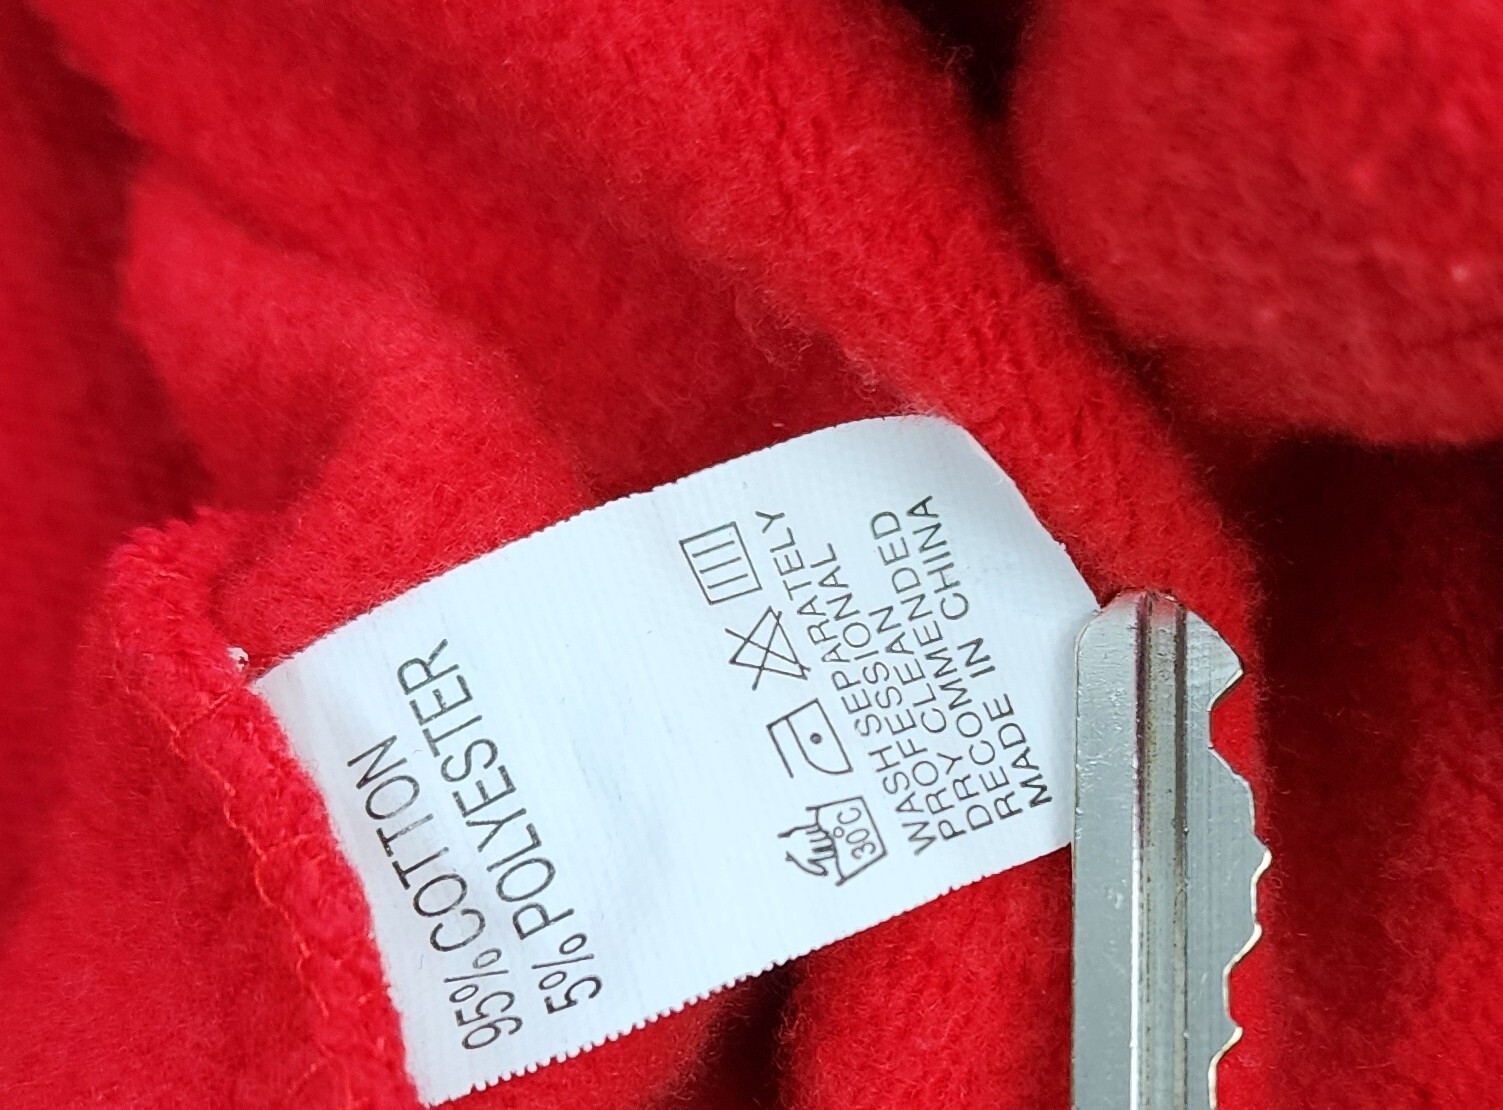 95% COTTON
5% POLYESTER
30°C
WASH SEPARATELY
PROFESSIONAL
DRY CLEAN
RECOMMENDED
MADE IN CHINA